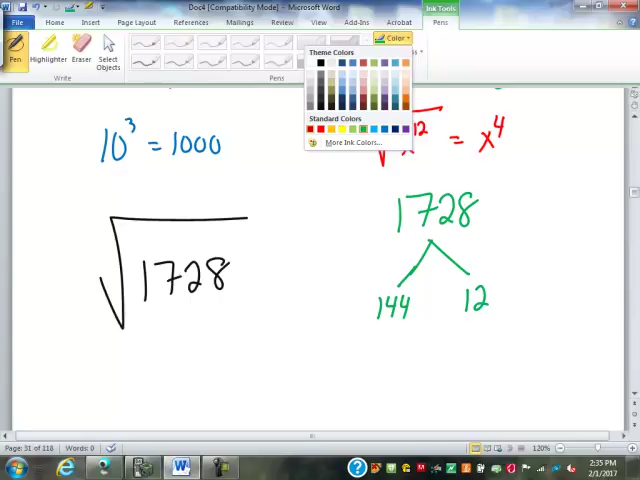 Doc4 [Compatibility Mode] - Microsoft Word
Ink Tools
File Home Insert Page Layout References Mailings Review View Add-Ins Acrobat Pens
Pen Highlighter Eraser Select Objects
Color
Write Pens
Theme Colors
Standard Colors
More Ink Colors...
10³ = 1000
12 = x⁴
√1728
1728
144 12
Page: 31 of 118 Words: 0 120%
2:35 PM
2/1/2017